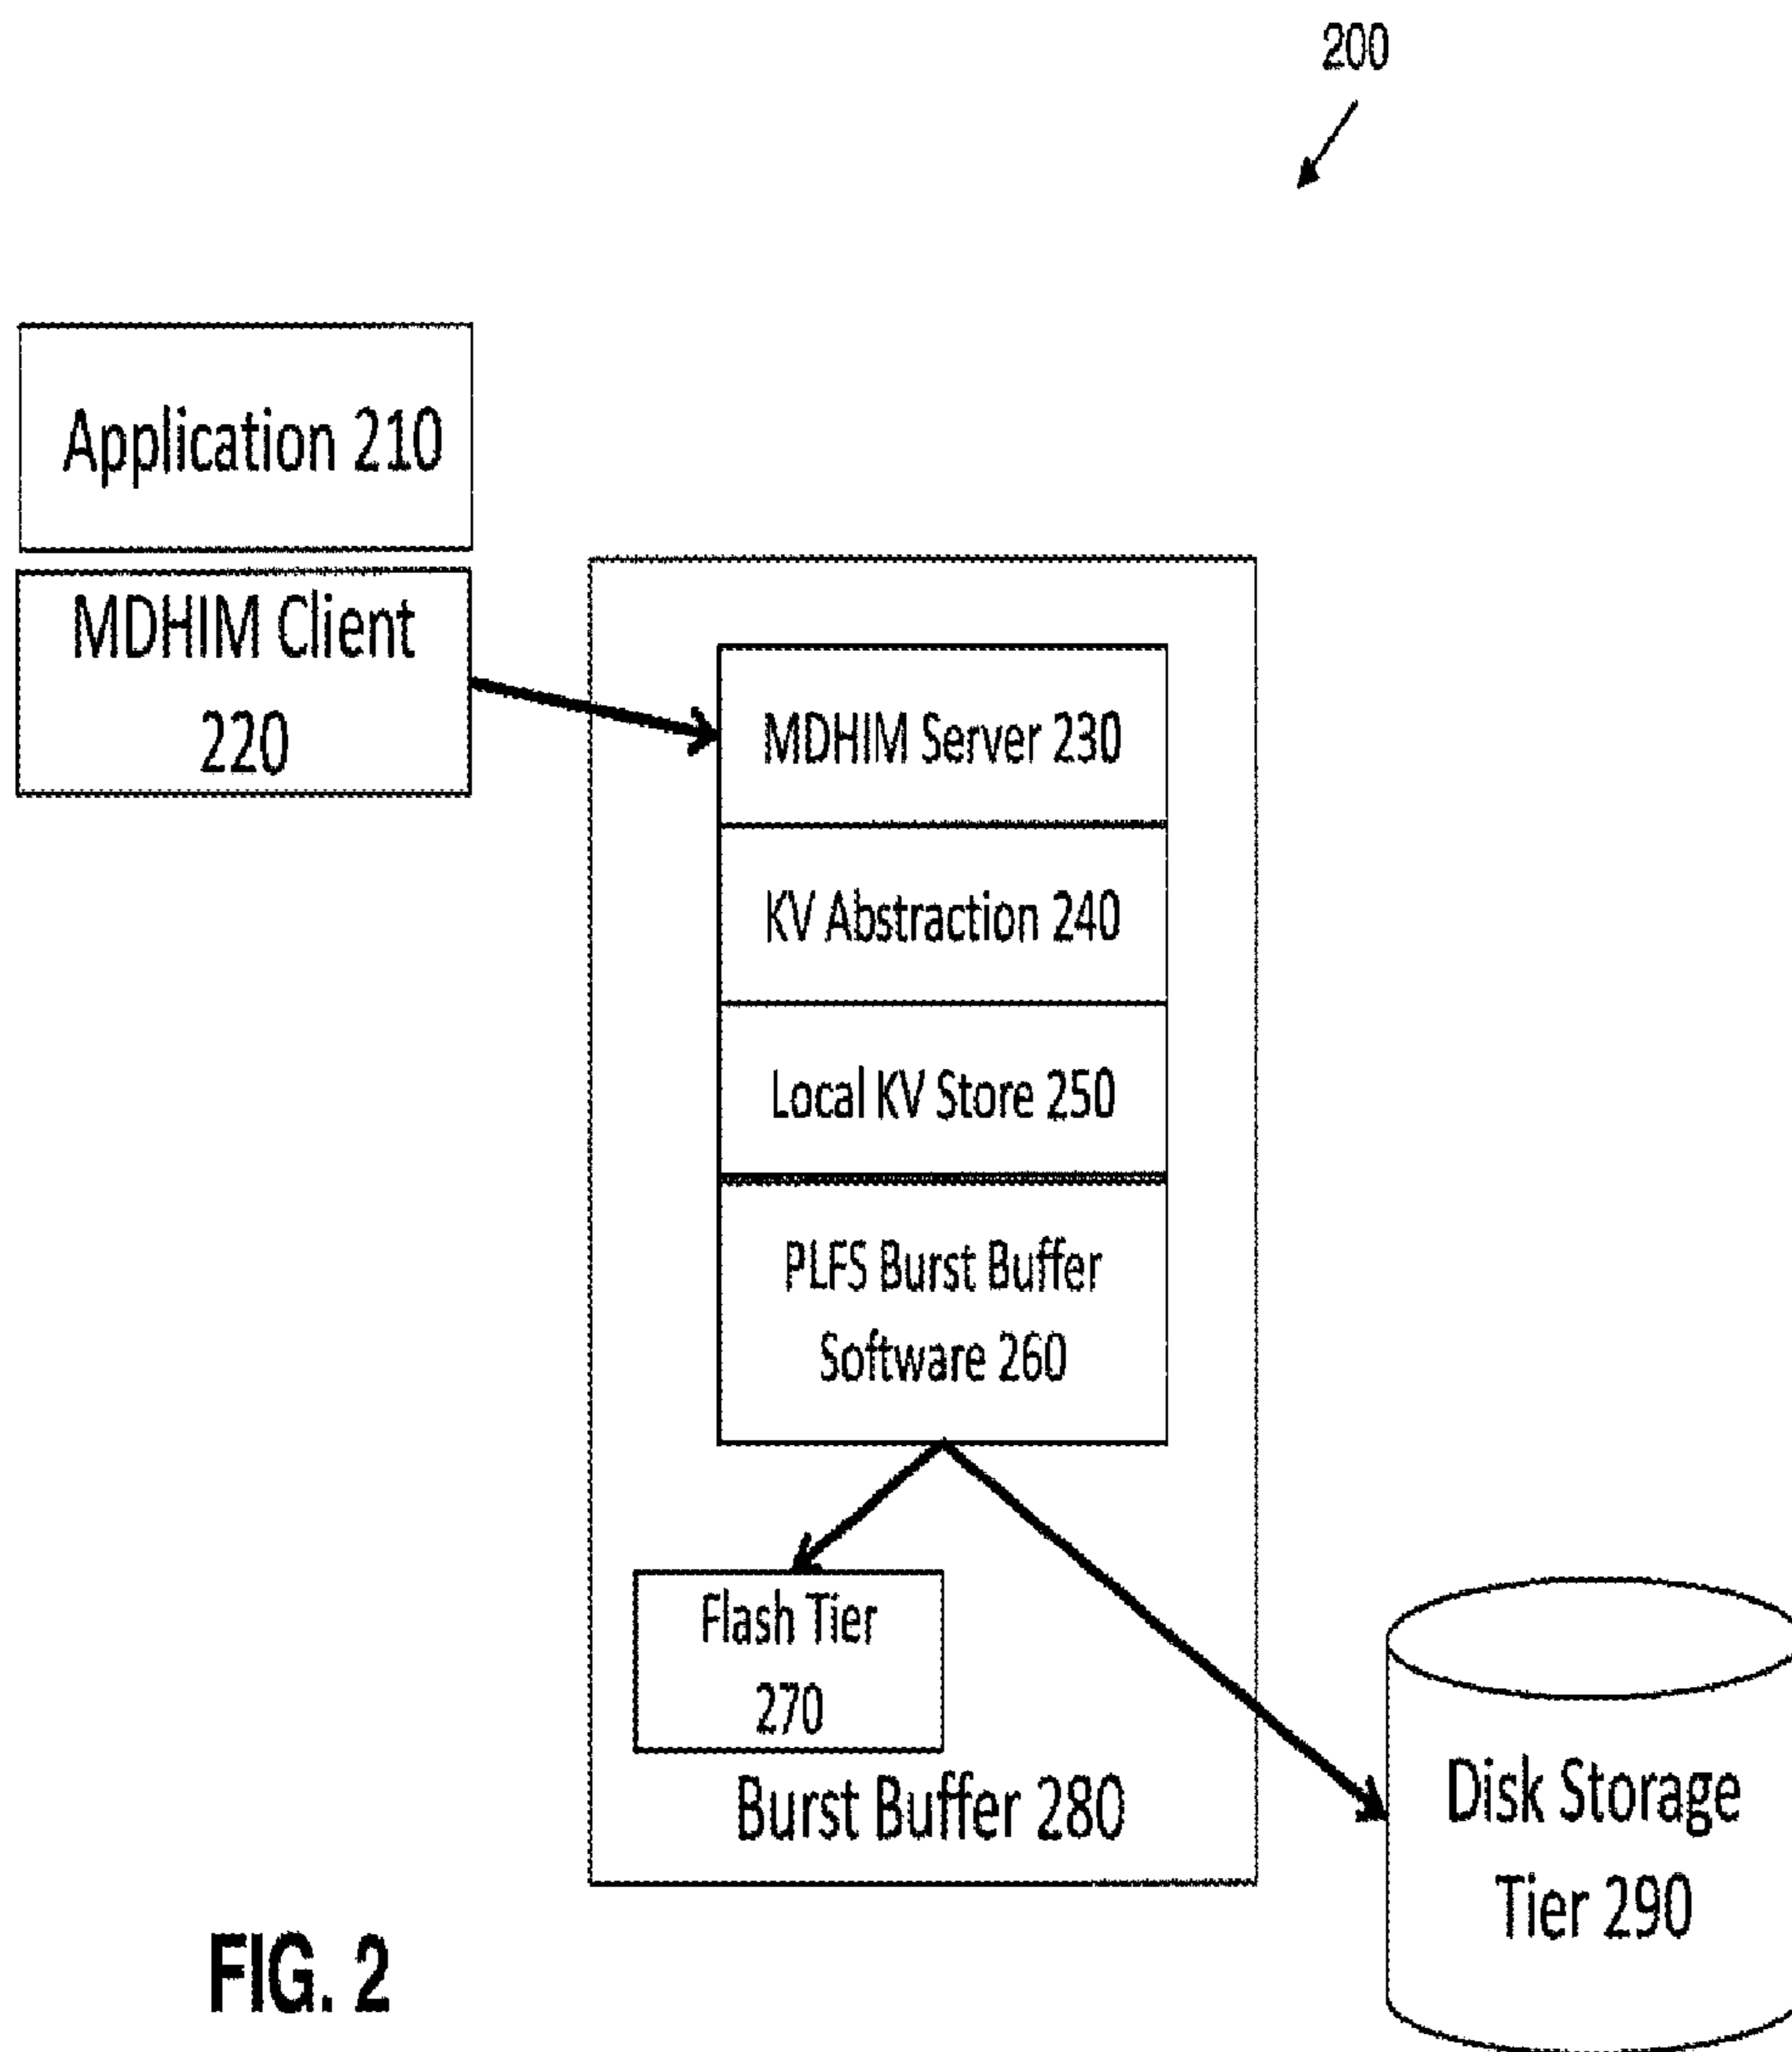 200
Application 210
MDHIM Client
220
MDHIM Server 230
KV Abstraction 240
Local KV Store 250
PLFS Burst Buffer
Software 260
Flash Tier
270
Burst Buffer 280
Disk Storage
Tier 290
FIG. 2